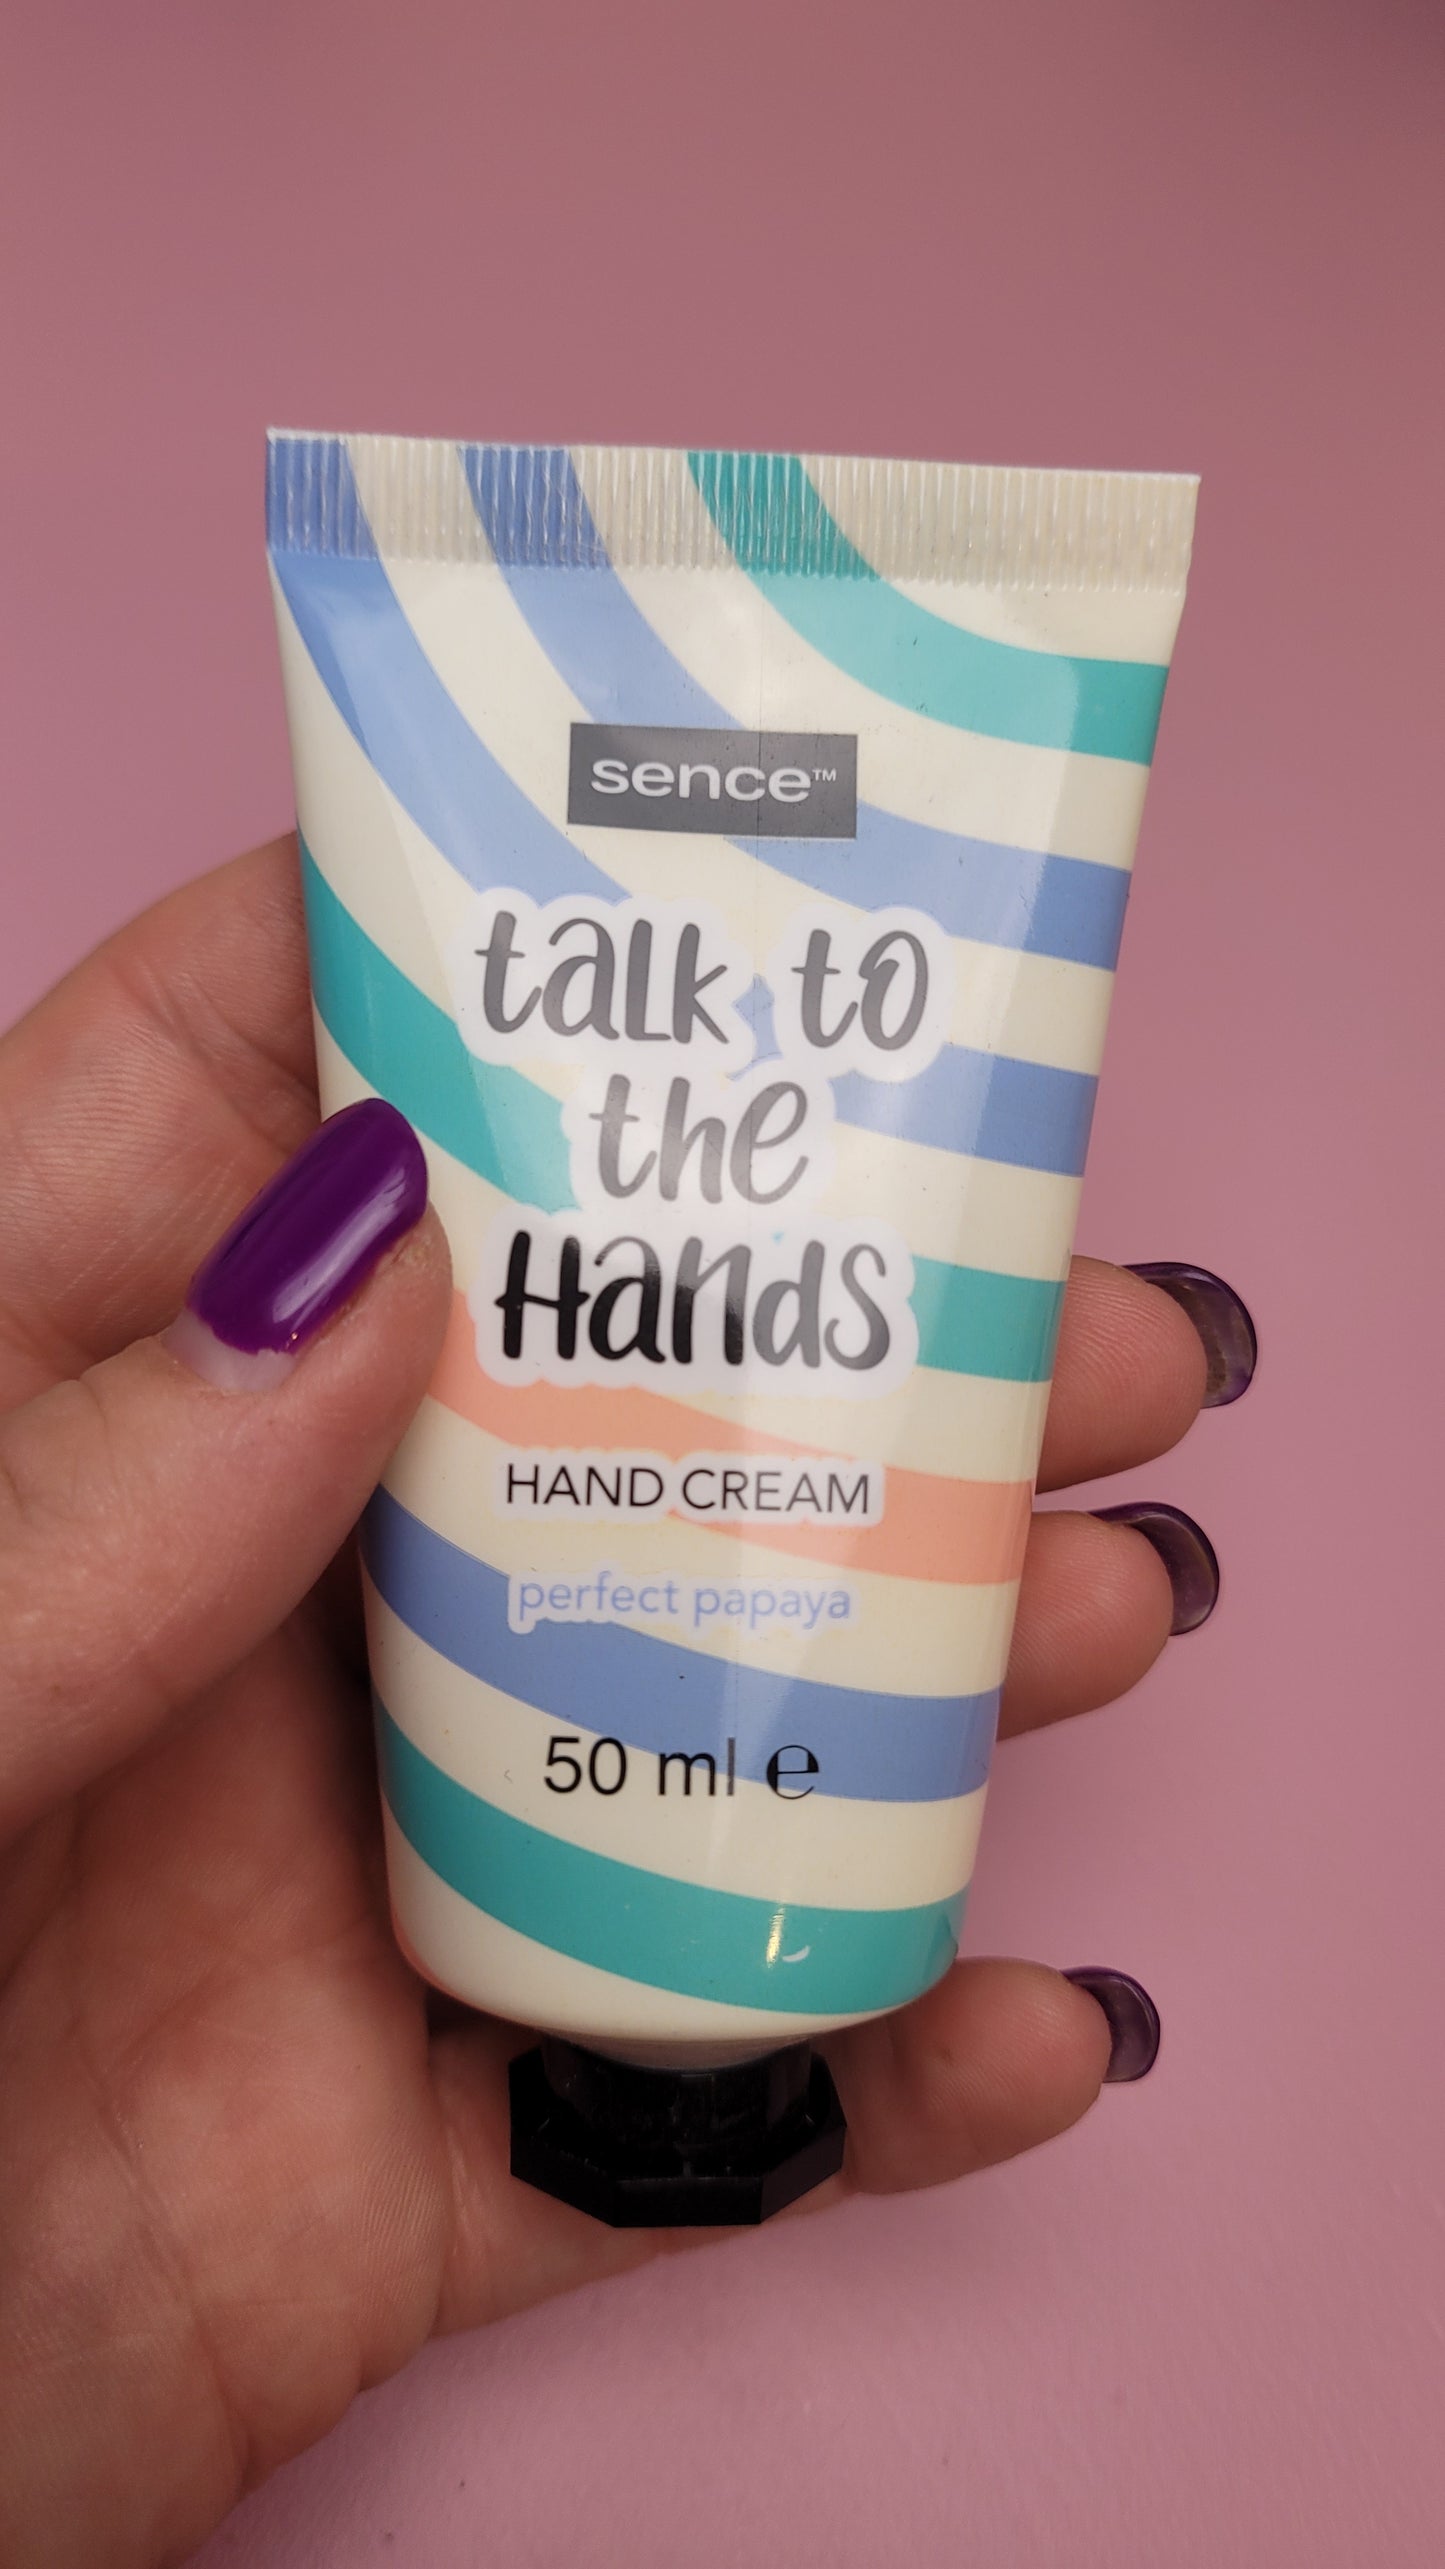 sence™
talk to
the
Hands
HAND CREAM
perfect papaya
50 ml ℮